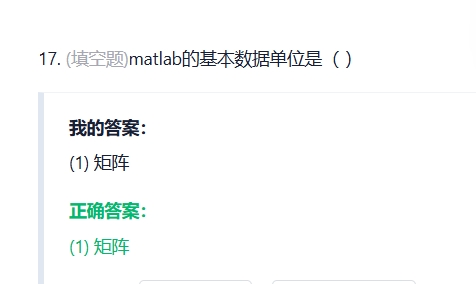 17. (填空题)matlab的基本数据单位是（ ）
我的答案：
(1) 矩阵
正确答案：
(1) 矩阵